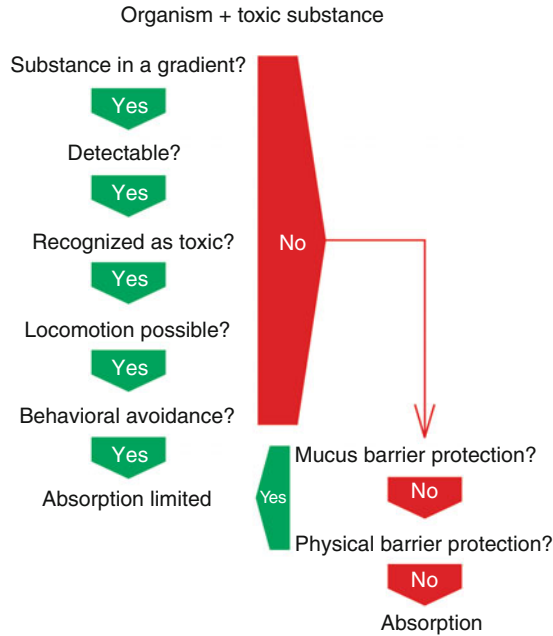 Organism + toxic substance
Substance in a gradient?
Yes
Detectable?
Yes
Recognized as toxic?
Yes
No
Locomotion possible?
Yes
Behavioral avoidance?
Yes
Absorption limited
Mucus barrier protection?
Yes
No
Physical barrier protection?
No
Absorption